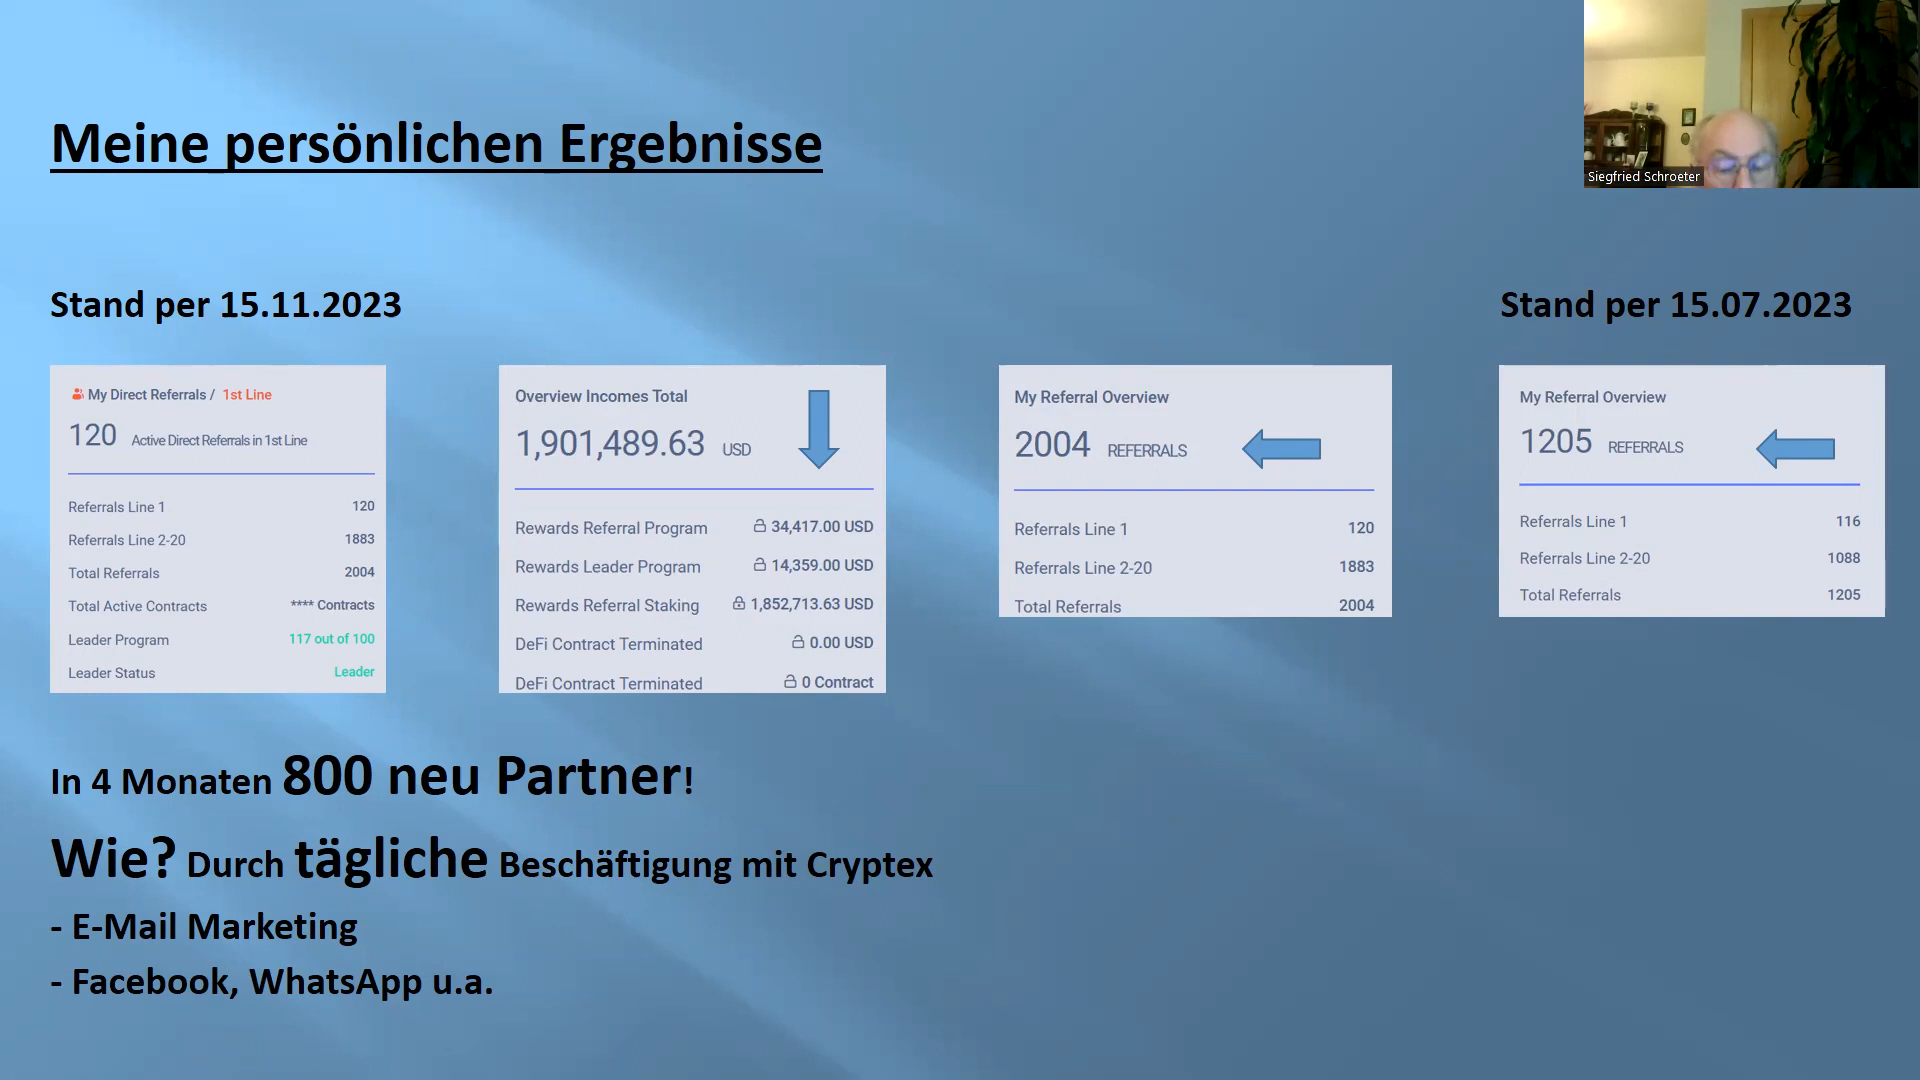 Meine persönlichen Ergebnisse
Siegfried Schroeter
Stand per 15.11.2023
Stand per 15.07.2023
My Direct Referrals / 1st Line
120 Active Direct Referrals in 1st Line
Referrals Line 1 120
Referrals Line 2-20 1883
Total Referrals 2004
Total Active Contracts **** Contracts
Leader Program 117 out of 100
Leader Status Leader
Overview Incomes Total
1,901,489.63 USD
Rewards Referral Program 34,417.00 USD
Rewards Leader Program 14,359.00 USD
Rewards Referral Staking 1,852,713.63 USD
DeFi Contract Terminated 0.00 USD
DeFi Contract Terminated 0 Contract
My Referral Overview
2004 REFERRALS
Referrals Line 1 120
Referrals Line 2-20 1883
Total Referrals 2004
My Referral Overview
1205 REFERRALS
Referrals Line 1 116
Referrals Line 2-20 1088
Total Referrals 1205
In 4 Monaten 800 neu Partner!
Wie? Durch tägliche Beschäftigung mit Cryptex
- E-Mail Marketing
- Facebook, WhatsApp u.a.